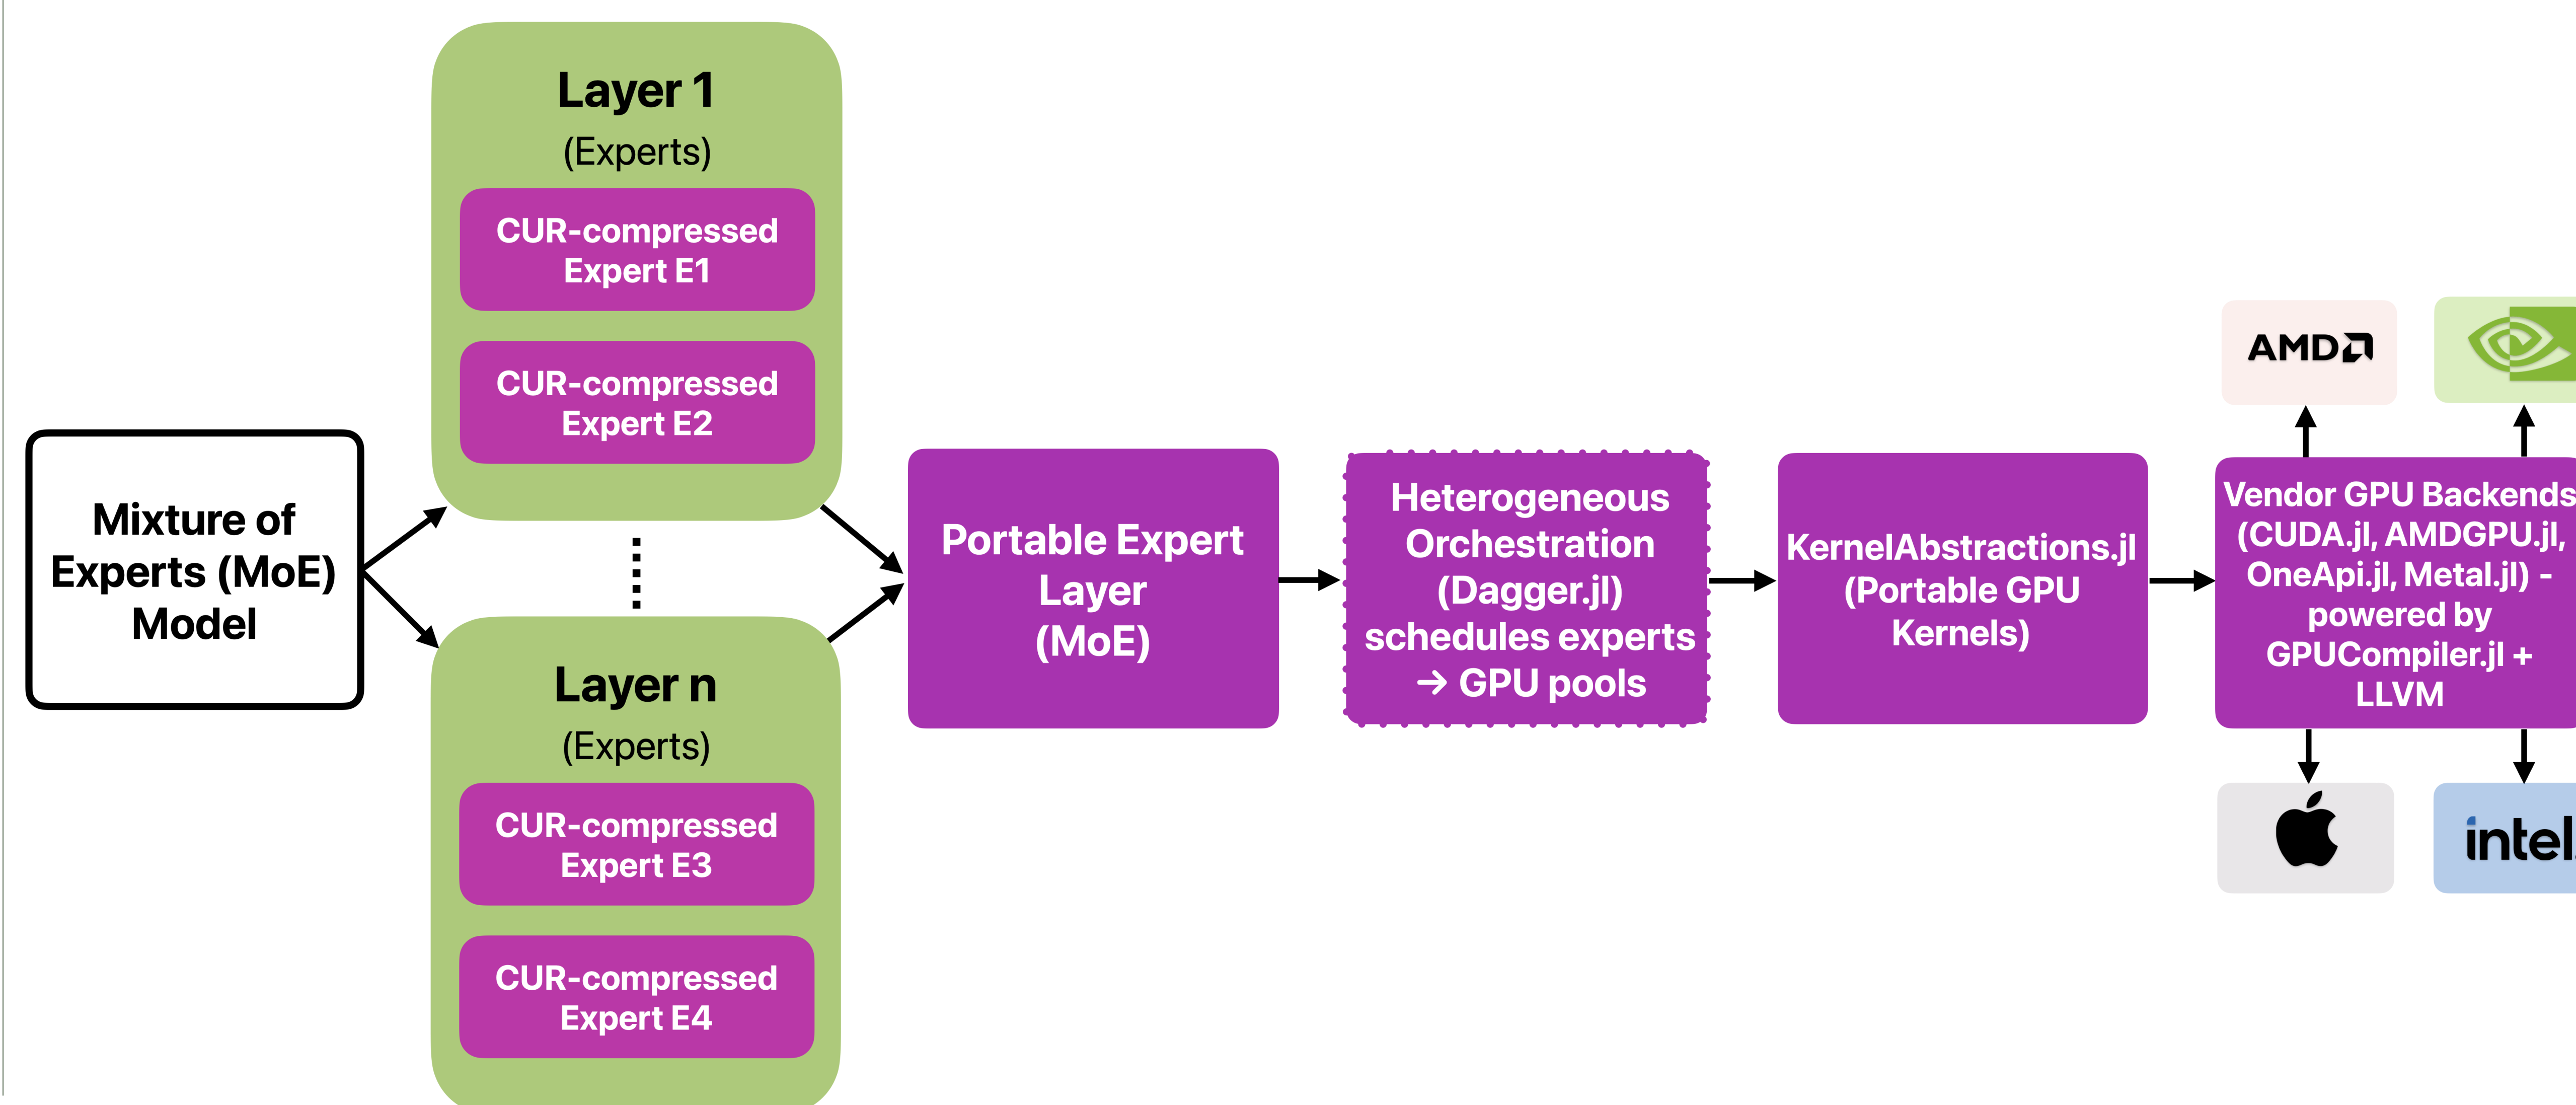 Mixture of
Experts (MoE)
Model
Layer 1
(Experts)
CUR-compressed
Expert E1
CUR-compressed
Expert E2
Layer n
(Experts)
CUR-compressed
Expert E3
CUR-compressed
Expert E4
Portable Expert
Layer
(MoE)
Heterogeneous
Orchestration
(Dagger.jl)
schedules experts
→ GPU pools
KernelAbstractions.jl
(Portable GPU
Kernels)
AMD
Vendor GPU Backends
(CUDA.jl, AMDGPU.jl,
OneApi.jl, Metal.jl) -
powered by
GPUCompiler.jl +
LLVM
intel.